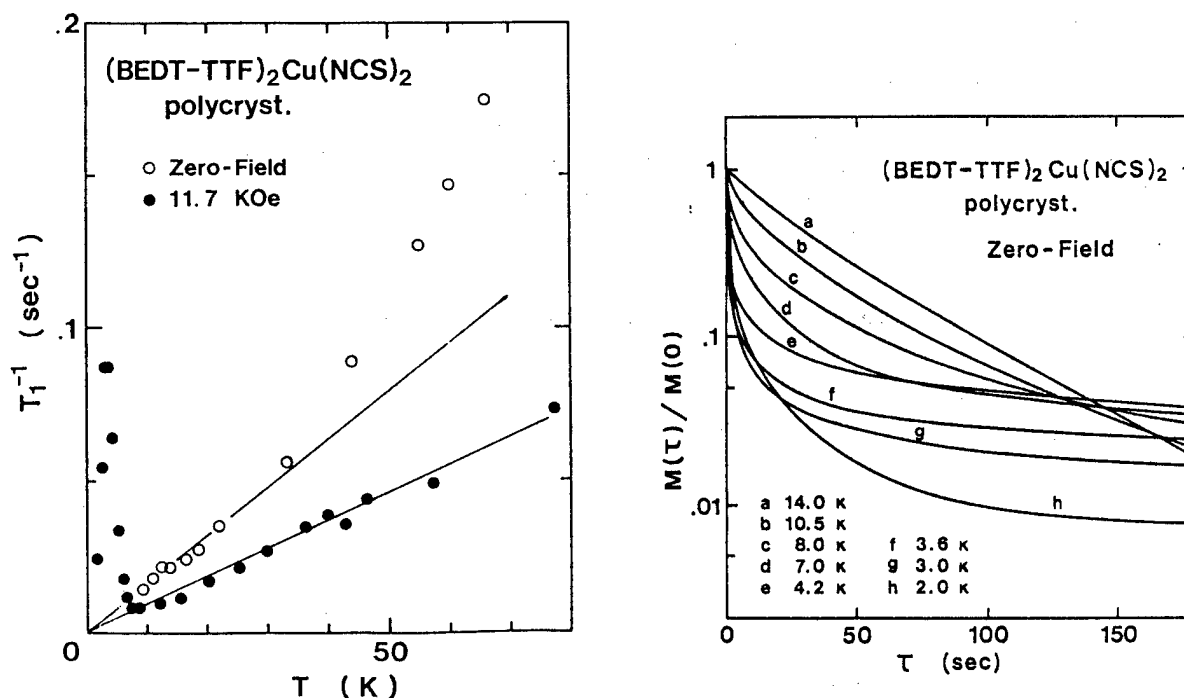 .2
(BEDT-TTF)₂Cu(NCS)₂
polycryst.
○ Zero-Field
● 11.7 KOe
.1
T₁⁻¹ (sec⁻¹)
0
50
T (K)
(BEDT-TTF)₂Cu(NCS)₂
polycryst.
Zero-Field
1
.1
.01
M(τ)/M(0)
a
b
c
d
e
f
g
h
a 14.0 K
b 10.5 K
c 8.0 K
d 7.0 K
e 4.2 K
f 3.6 K
g 3.0 K
h 2.0 K
0
50
100
150
τ (sec)